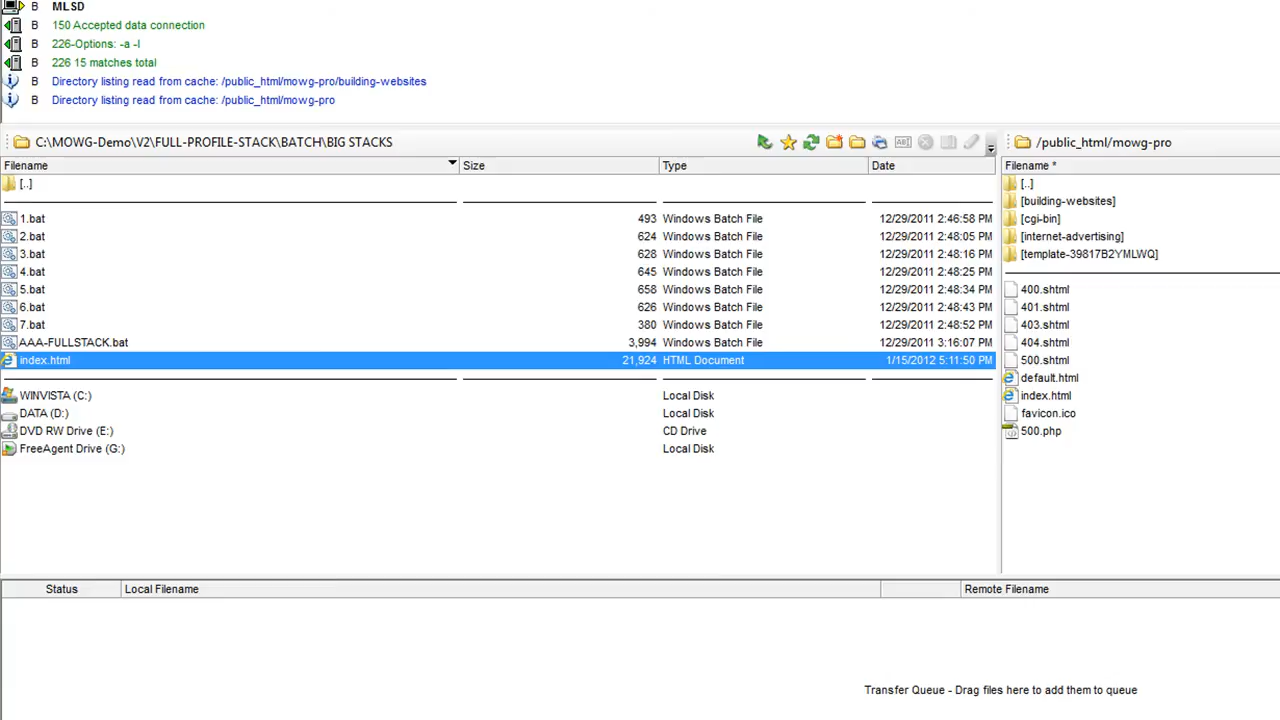 B MLSD
B 150 Accepted data connection
B 226-Options: -a -l
B 226 15 matches total
B Directory listing read from cache: /public_html/mowg-pro/building-websites
B Directory listing read from cache: /public_html/mowg-pro
C:\MOWG-Demo\V2\FULL-PROFILE-STACK\BATCH\BIG STACKS
Filename Size Type Date
[..]
1.bat 493 Windows Batch File 12/29/2011 2:46:58 PM
2.bat 624 Windows Batch File 12/29/2011 2:48:05 PM
3.bat 628 Windows Batch File 12/29/2011 2:48:16 PM
4.bat 645 Windows Batch File 12/29/2011 2:48:25 PM
5.bat 658 Windows Batch File 12/29/2011 2:48:34 PM
6.bat 626 Windows Batch File 12/29/2011 2:48:43 PM
7.bat 380 Windows Batch File 12/29/2011 2:48:52 PM
AAA-FULLSTACK.bat 3,994 Windows Batch File 12/29/2011 3:16:07 PM
index.html 21,924 HTML Document 1/15/2012 5:11:50 PM
WINVISTA (C:) Local Disk
DATA (D:) Local Disk
DVD RW Drive (E:) CD Drive
FreeAgent Drive (G:) Local Disk
/public_html/mowg-pro
Filename *
[..]
[building-websites]
[cgi-bin]
[internet-advertising]
[template-39817B2YMLWQ]
400.shtml
401.shtml
403.shtml
404.shtml
500.shtml
default.html
index.html
favicon.ico
500.php
Status Local Filename Remote Filename
Transfer Queue - Drag files here to add them to queue